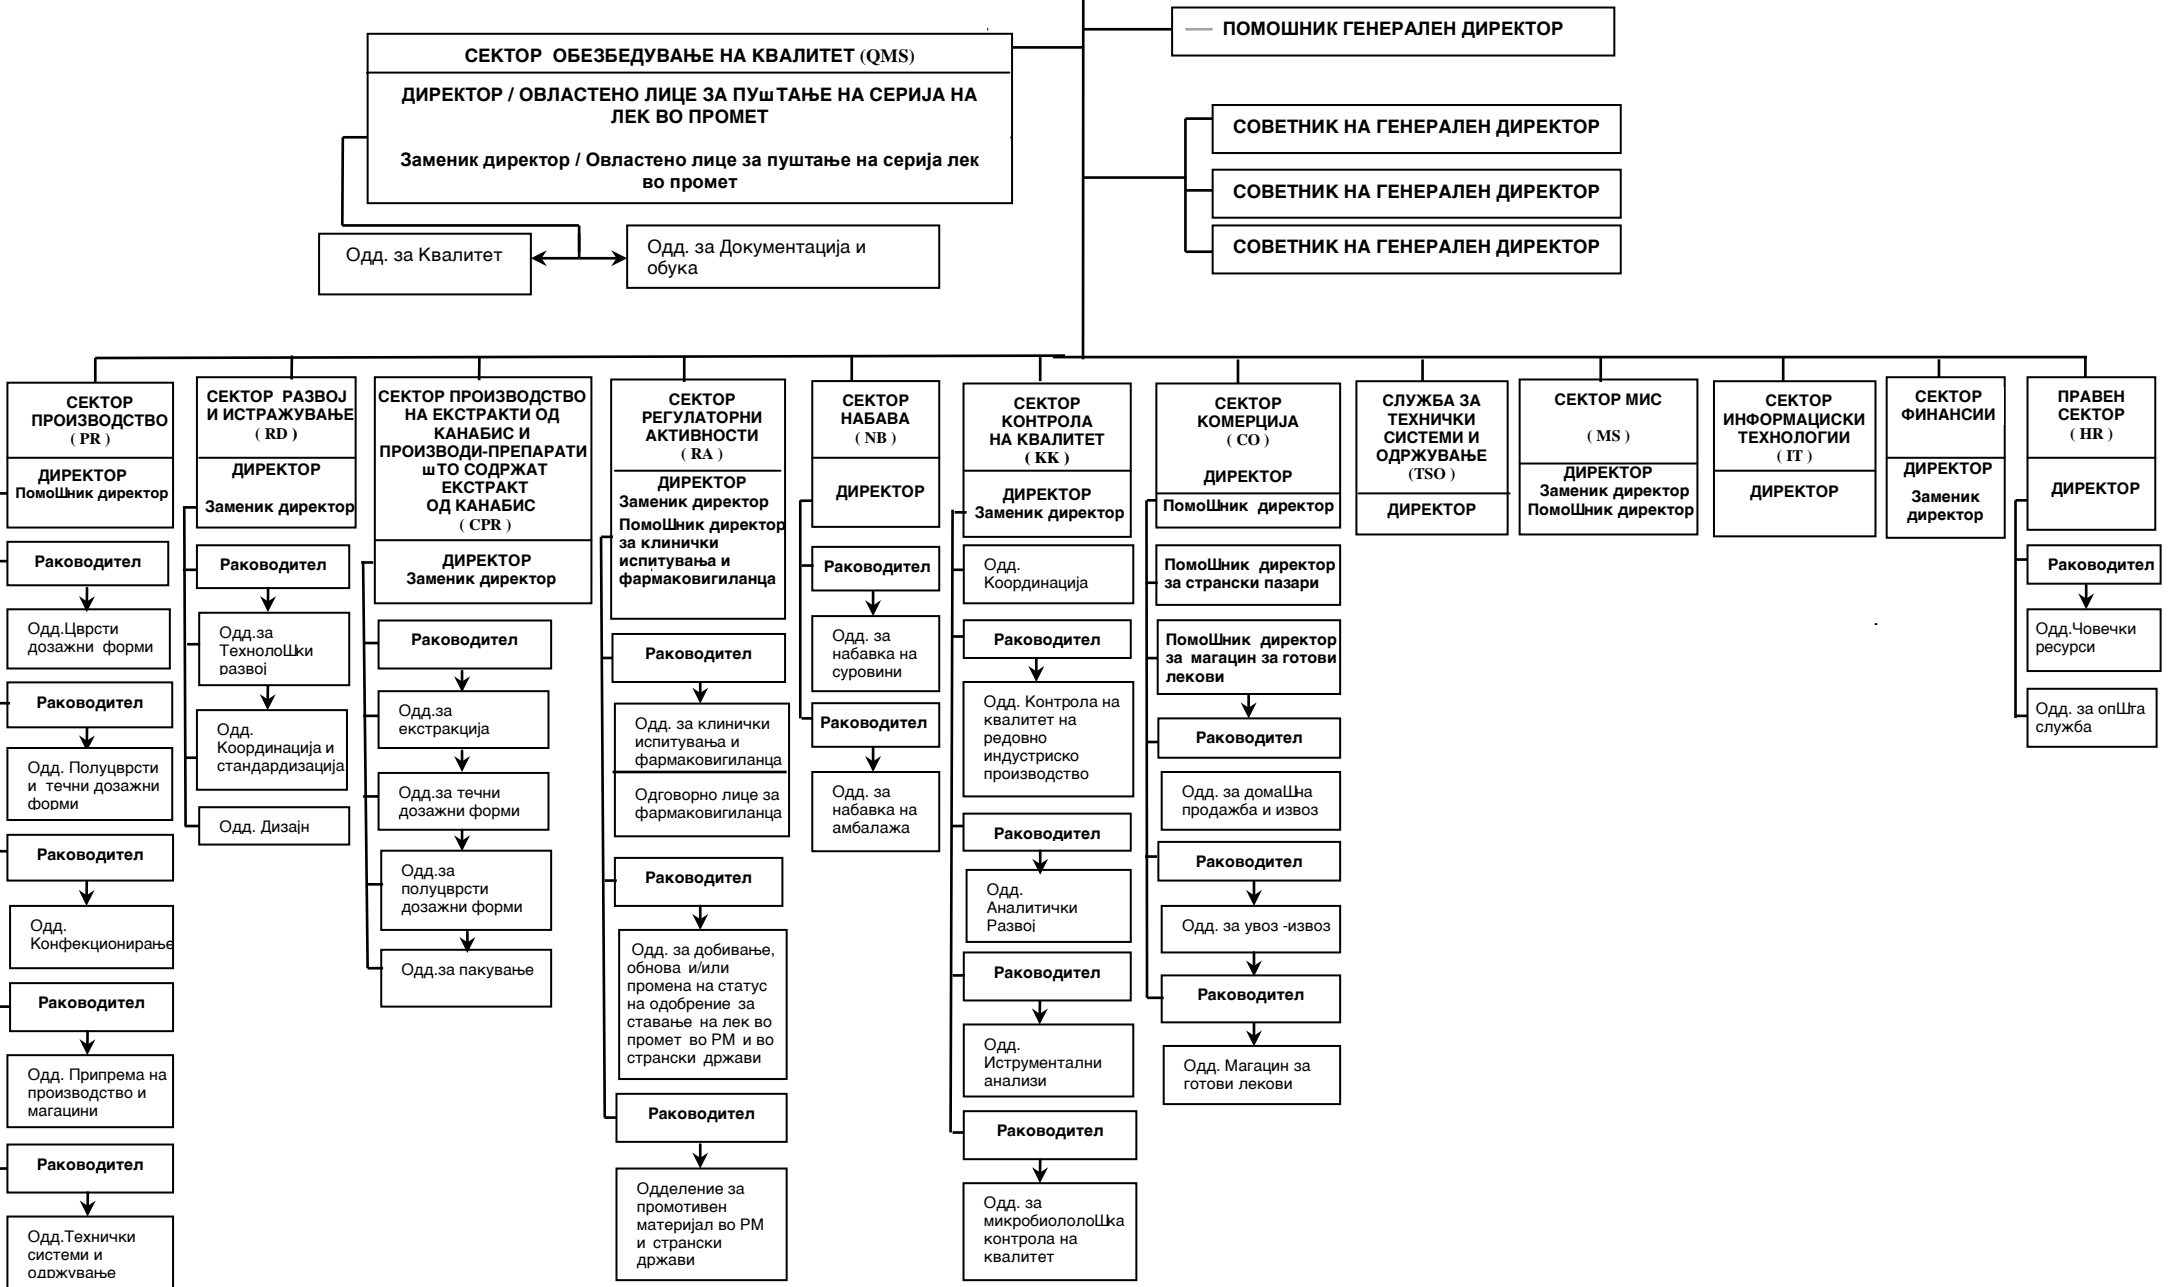 ПОМОШНИК ГЕНЕРАЛЕН ДИРЕКТОР
СЕКТОР ОБЕЗБЕДУВАЊЕ НА КВАЛИТЕТ (QMS)
ДИРЕКТОР / ОВЛАСТЕНО ЛИЦЕ ЗА ПУшТАЊЕ НА СЕРИЈА НА
ЛЕК ВО ПРОМЕТ
Заменик директор / Овластено лице за пуштање на серија лек
во промет
СОВЕТНИК НА ГЕНЕРАЛЕН ДИРЕКТОР
СОВЕТНИК НА ГЕНЕРАЛЕН ДИРЕКТОР
СОВЕТНИК НА ГЕНЕРАЛЕН ДИРЕКТОР
Одд. за Квалитет
Одд. за Документација и
обука
СЕКТОР
ПРОИЗВОДСТВО
( PR )
ДИРЕКТОР
ПомоШник директор
Раководител
Одд.Цврсти
дозажни форми
Раководител
Одд. Полуцврсти
и течни дозажни
форми
Раководител
Одд.
Конфекционирање
Раководител
Одд. Припрема на
производство и
магацини
Раководител
Одд.Технички
системи и
одржување
СЕКТОР РАЗВОЈ
И ИСТРАЖУВАЊЕ
( RD )
ДИРЕКТОР
Заменик директор
Раководител
Одд.за
ТехнолоШки
развој
Одд.
Координација и
стандардизација
Одд. Дизајн
СЕКТОР ПРОИЗВОДСТВО
НА ЕКСТРАКТИ ОД
КАНАБИС И
ПРОИЗВОДИ-ПРЕПАРАТИ
шТО СОДРЖАТ
ЕКСТРАКТ
ОД КАНАБИС
( CPR )
ДИРЕКТОР
Заменик директор
Раководител
Одд.за
екстракција
Одд.за течни
дозажни форми
Одд.за
полуцврсти
дозажни форми
Одд.за пакување
СЕКТОР
РЕГУЛАТОРНИ
АКТИВНОСТИ
( RA )
ДИРЕКТОР
Заменик директор
ПомоШник директор
за клинички
испитувања и
фармаковигиланца
Раководител
Одд. за клинички
испитувања и
фармаковигиланца
Одговорно лице за
фармаковигиланца
Раководител
Одд. за добивање,
обнова и/или
промена на статус
на одобрение за
ставање на лек во
промет во РМ и во
странски држави
Раководител
Одделение за
промотивен
материјал во РМ
и странски
држави
СЕКТОР
НАБАВА
( NB )
ДИРЕКТОР
Раководител
Одд. за
набавка на
суровини
Раководител
Одд. за
набавка на
амбалажа
СЕКТОР
КОНТРОЛА
НА КВАЛИТЕТ
( KK )
ДИРЕКТОР
Заменик директор
Одд.
Координација
Раководител
Одд. Контрола на
квалитет на
редовно
индустриско
производство
Раководител
Одд.
Аналитички
Развој
Раководител
Одд.
Иструментални
анализи
Раководител
Одд. за
микробиололоШка
контрола на
квалитет
СЕКТОР
КОМЕРЦИЈА
( CO )
ДИРЕКТОР
ПомоШник директор
ПомоШник директор
за странски пазари
ПомоШник директор
за магацин за готови
лекови
Раководител
Одд. за домаШна
продажба и извоз
Раководител
Одд. за увоз -извоз
Раководител
Одд. Магацин за
готови лекови
СЛУЖБА ЗА
ТЕХНИЧКИ
СИСТЕМИ И
ОДРЖУВАЊЕ
(TSO )
ДИРЕКТОР
СЕКТОР МИС
( MS )
ДИРЕКТОР
Заменик директор
ПомоШник директор
СЕКТОР
ИНФОРМАЦИСКИ
ТЕХНОЛОГИИ
( IT )
ДИРЕКТОР
СЕКТОР
ФИНАНСИИ
ДИРЕКТОР
Заменик
директор
ПРАВЕН
СЕКТОР
( HR )
ДИРЕКТОР
Раководител
Одд.Човечки
ресурси
Одд. за опШта
служба